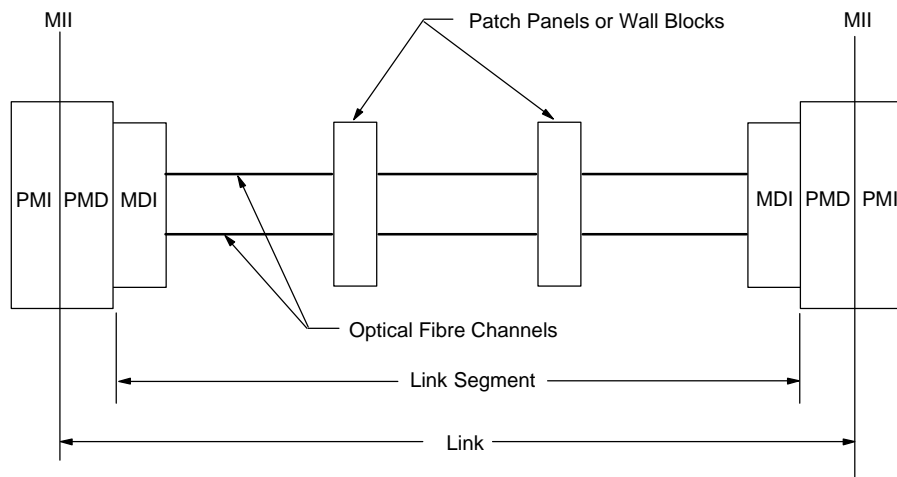 MII
Patch Panels or Wall Blocks
MII
PMI
PMD
MDI
MDI
PMD
PMI
Optical Fibre Channels
Link Segment
Link